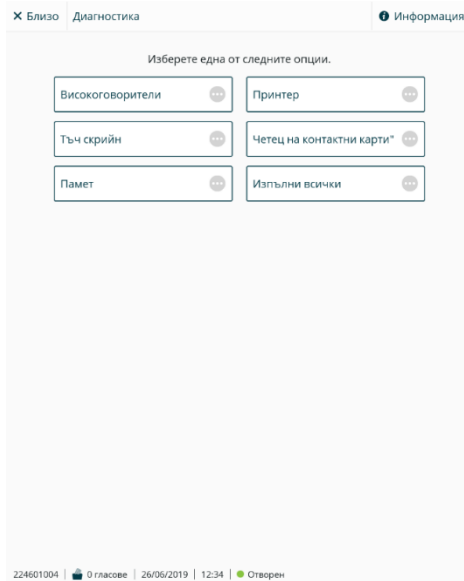 ✕ Близо Диагностика Информация
Изберете една от следните опции.
Високоговорители Принтер
Тъч скрийн Четец на контактни карти"
Памет Изпълни всички
224601004 | 0 гласове | 26/06/2019 | 12:34 | Отворен